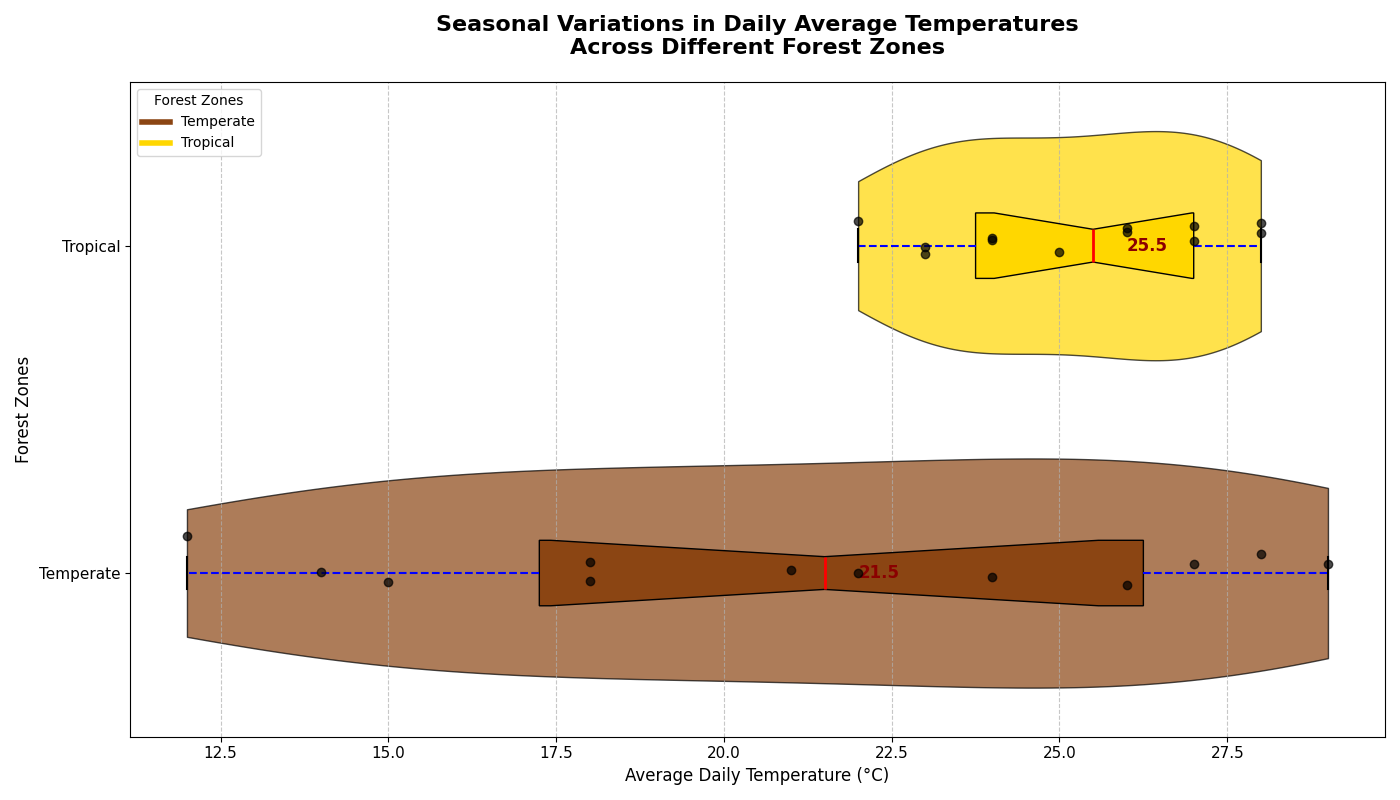 Seasonal Variations in Daily Average Temperatures
Across Different Forest Zones
Forest Zones
Temperate
Tropical
Forest Zones
Tropical
25.5
Temperate
21.5
12.5 15.0 17.5 20.0 22.5 25.0 27.5
Average Daily Temperature (°C)